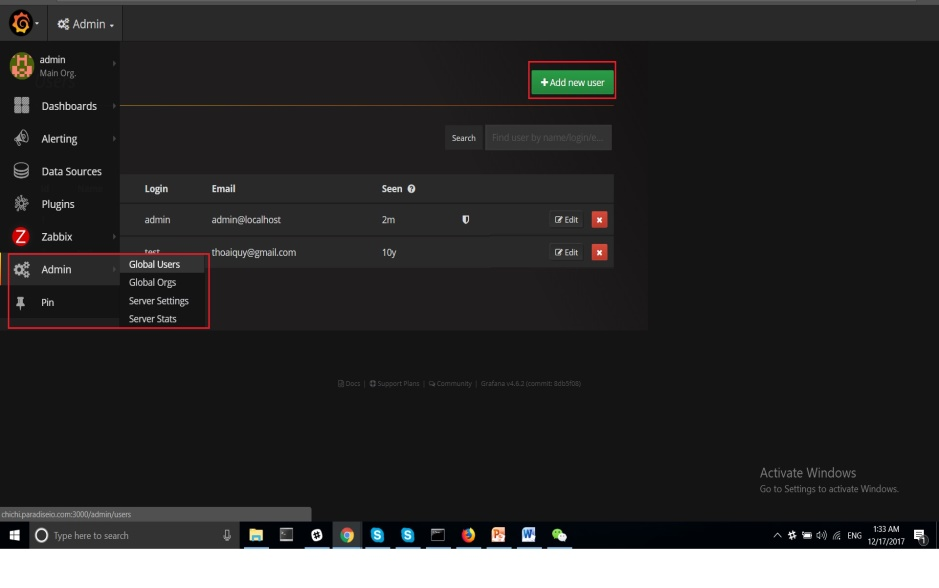 Admin
admin
Main Org.
+ Add new user
Dashboards
Alerting
Search Find user by name/login/e...
Data Sources
Login Email Seen
Plugins
admin admin@localhost 2m Edit
Zabbix
test thoaiquy@gmail.com 10y Edit
Admin
Global Users
Global Orgs
Server Settings
Server Stats
Pin
Docs | Support Plans | Community | Grafana v4.6.2 (commit: 8db5f08)
Activate Windows
Go to Settings to activate Windows.
chichi.paradiseio.com:3000/admin/users
Type here to search
ENG
1:33 AM
12/17/2017